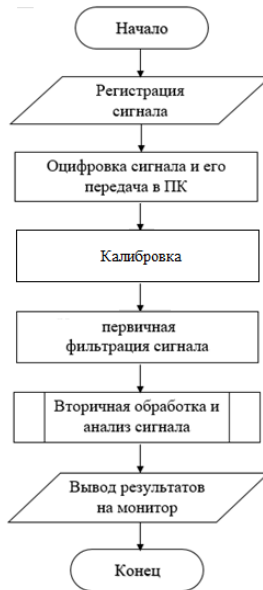 Начало
Регистрация
сигнала
Оцифровка сигнала и его
передача в ПК
Калибровка
первичная
фильтрация сигнала
Вторичная обработка и
анализ сигнала
Вывод результатов
на монитор
Конец